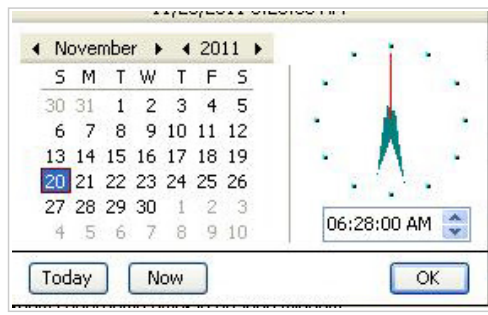 November 2011
S M T W T F S
30 31 1 2 3 4 5
6 7 8 9 10 11 12
13 14 15 16 17 18 19
20 21 22 23 24 25 26
27 28 29 30 1 2 3
4 5 6 7 8 9 10
06:28:00 AM
Today Now OK